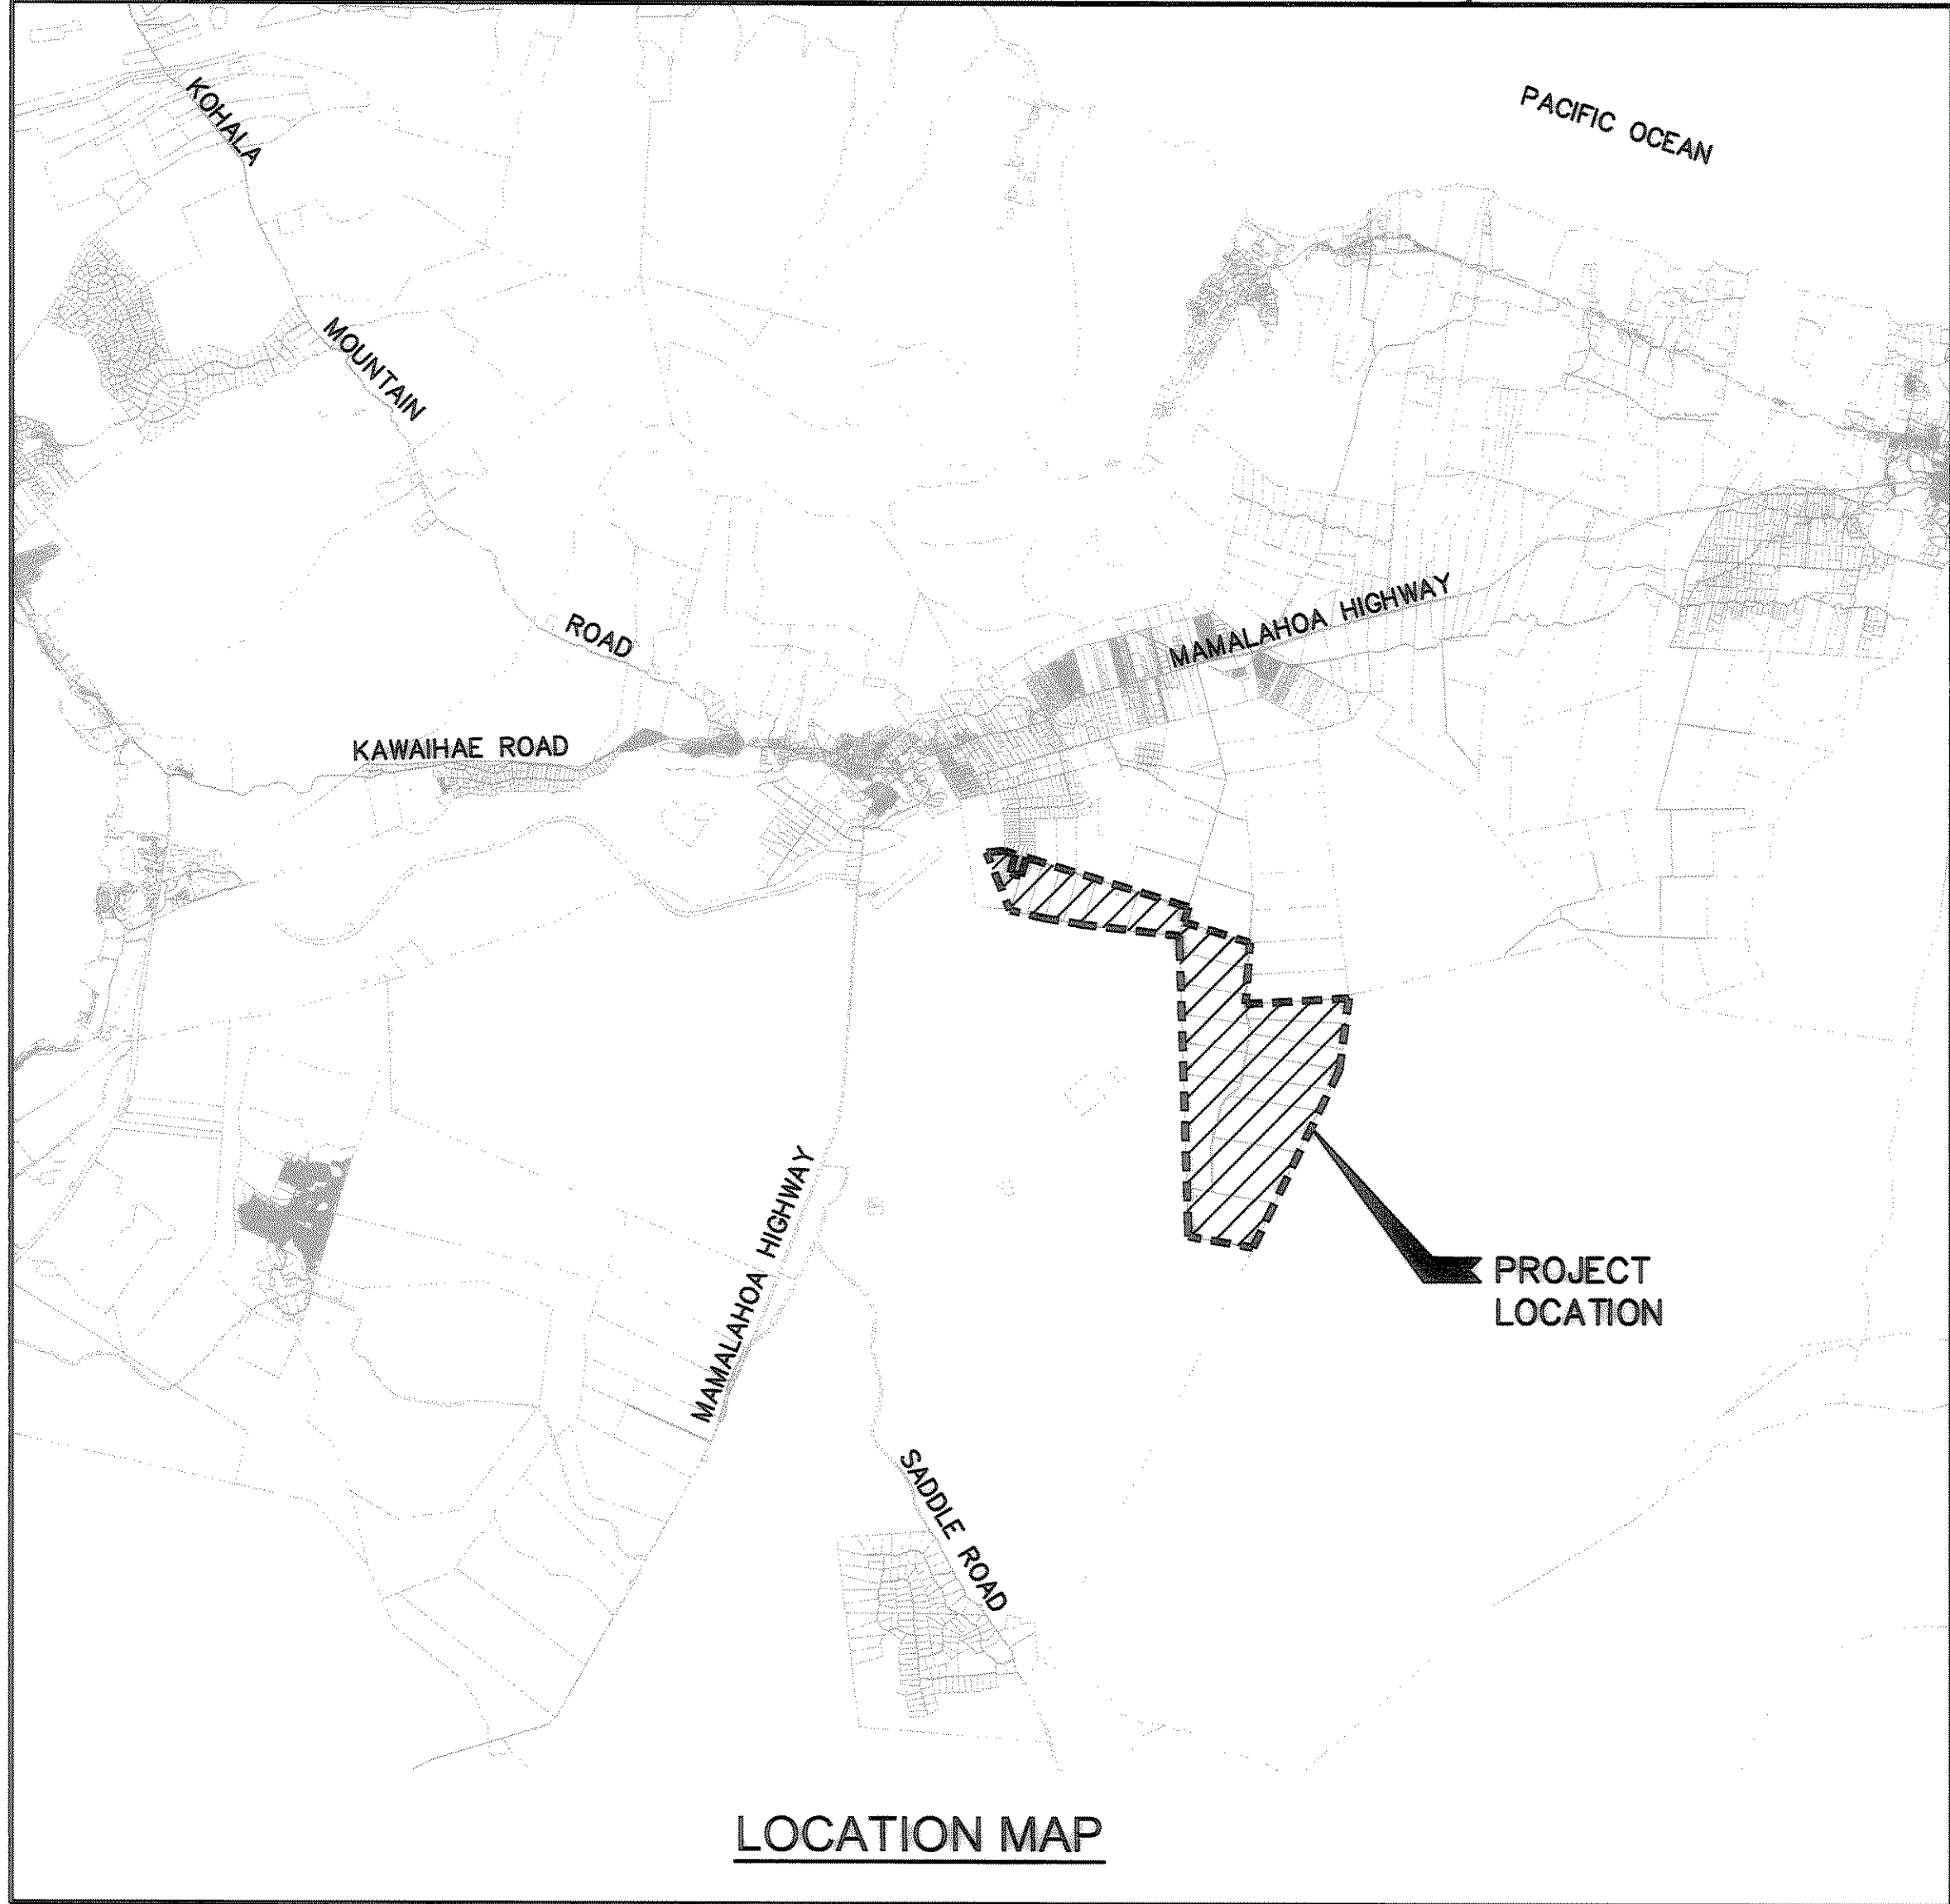 PACIFIC OCEAN
KOHALA
MOUNTAIN
ROAD
MAMALAHOA HIGHWAY
KAWAIHAE ROAD
MAMALAHOA HIGHWAY
PROJECT
LOCATION
SADDLE ROAD
LOCATION MAP